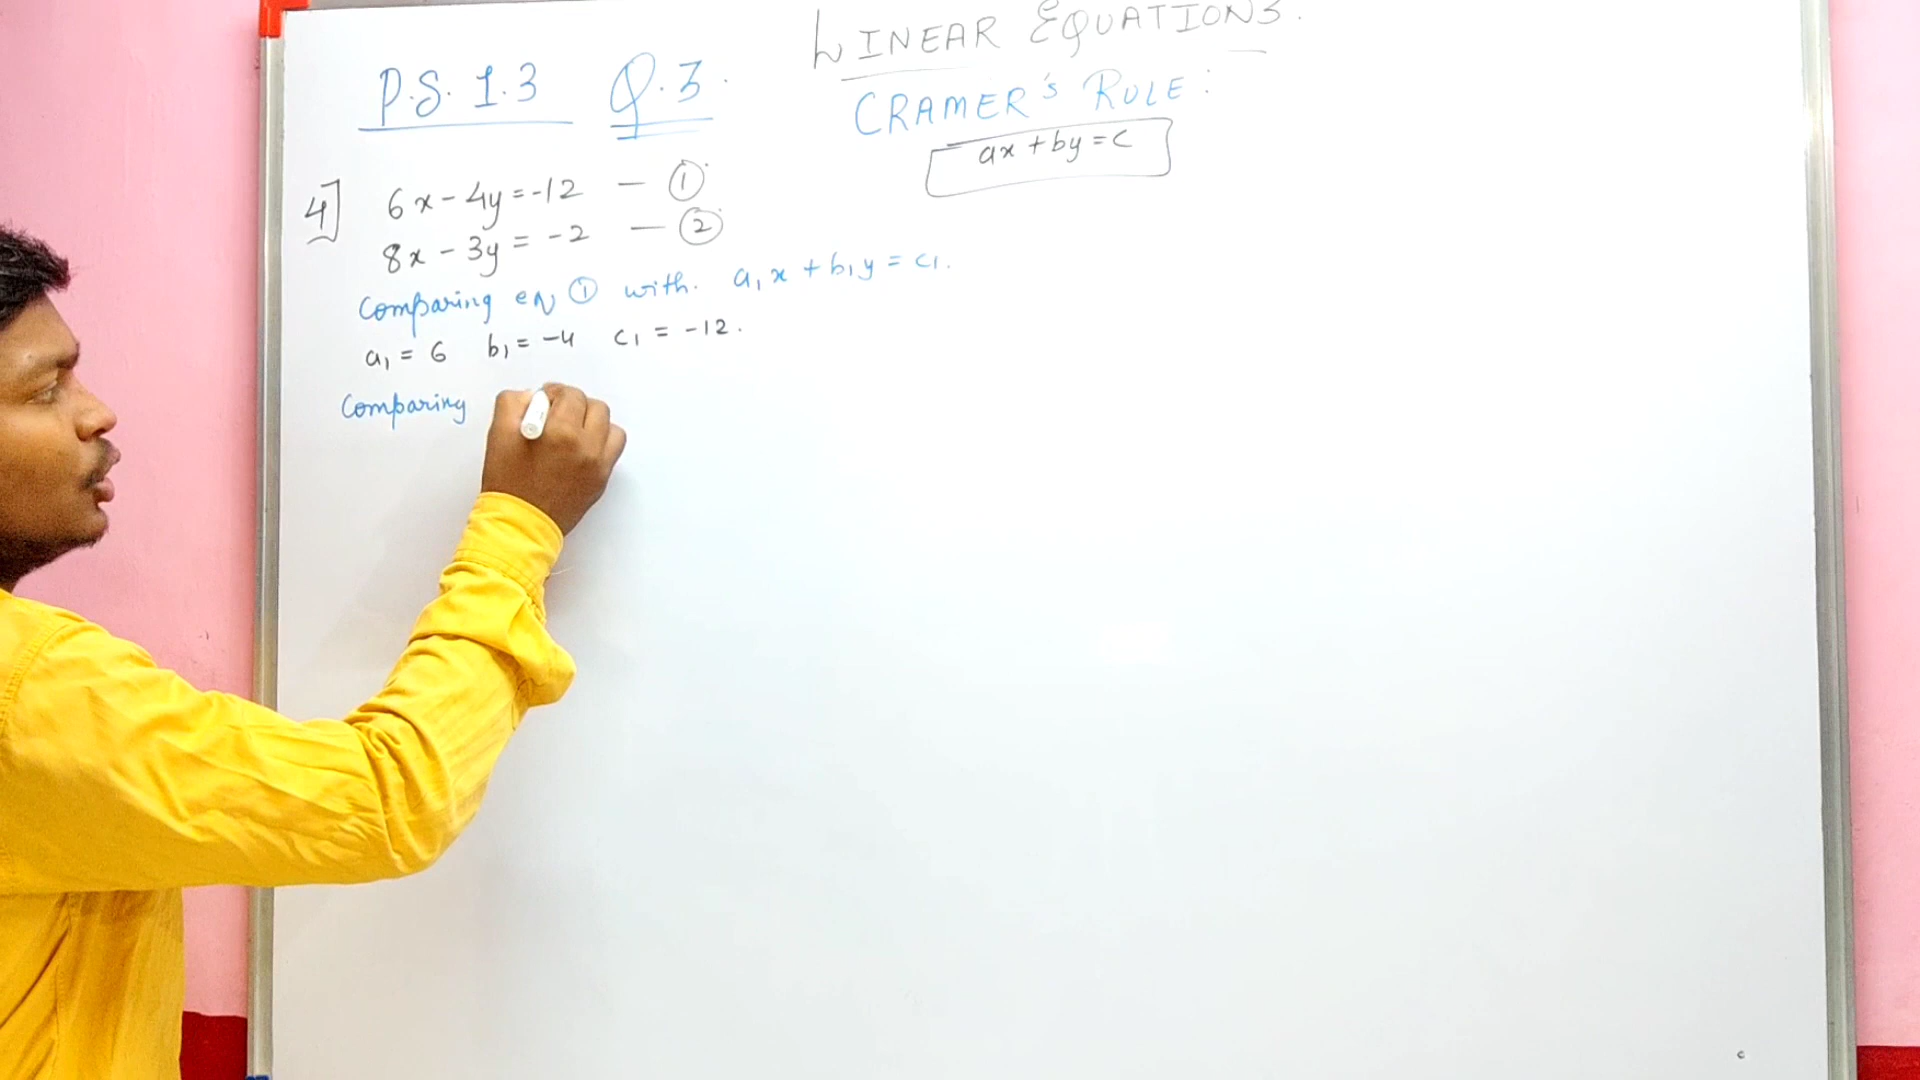 LINEAR EQUATIONS.
P.S. 1.3 Q.3.
CRAMER'S RULE:
ax + by = c
4] 6x - 4y = -12 — ①
8x - 3y = -2 — ②
Comparing eq ① with. a₁x + b₁y = c₁.
a₁ = 6 b₁ = -4 c₁ = -12.
Comparing